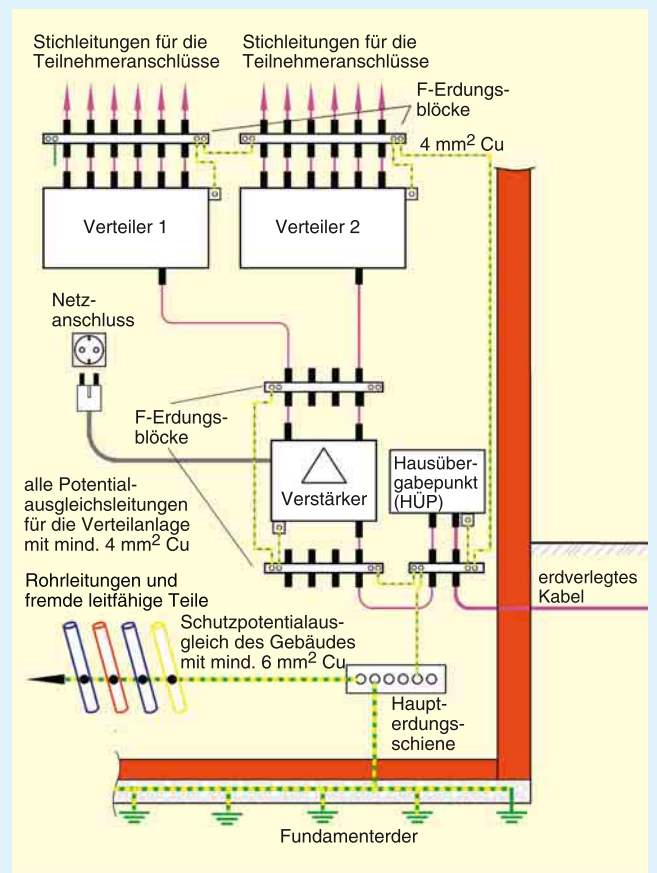 Stichleitungen für die
Teilnehmeranschlüsse
Stichleitungen für die
Teilnehmeranschlüsse
F-Erdungs-
blöcke
4 mm² Cu
Verteiler 1
Verteiler 2
Netz-
anschluss
F-Erdungs-
blöcke
Verstärker
Hausüber-
gabepunkt
(HÜP)
alle Potential-
ausgleichsleitungen
für die Verteilanlage
mit mind. 4 mm² Cu
erdverlegtes
Kabel
Rohrleitungen und
fremde leitfähige Teile
Schutzpotentialaus-
gleich des Gebäudes
mit mind. 6 mm² Cu
Haupt-
erdungs-
schiene
Fundamenterder